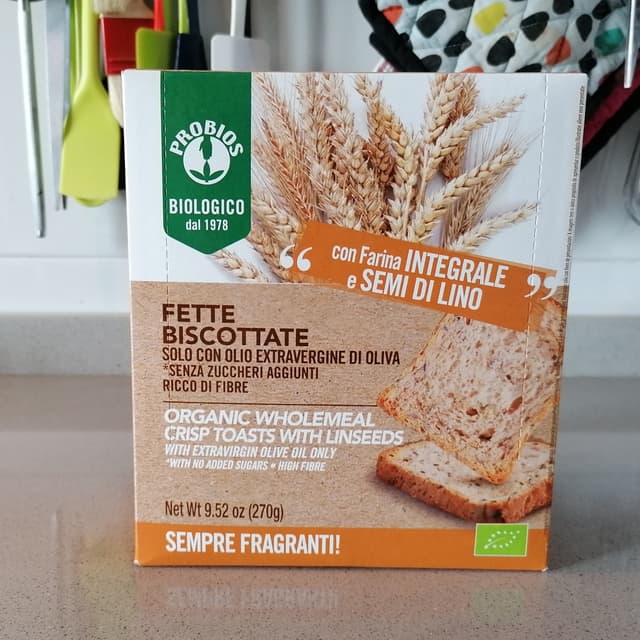 PROBIOS
BIOLOGICO
dal 1978
“ con Farina INTEGRALE
e SEMI DI LINO ”
FETTE
BISCOTTATE
SOLO CON OLIO EXTRAVERGINE DI OLIVA
*SENZA ZUCCHERI AGGIUNTI
RICCO DI FIBRE
ORGANIC WHOLEMEAL
CRISP TOASTS WITH LINSEEDS
WITH EXTRAVIRGIN OLIVE OIL ONLY
*WITH NO ADDED SUGARS • HIGH FIBRE
Net Wt 9.52 oz (270g)
SEMPRE FRAGRANTI!